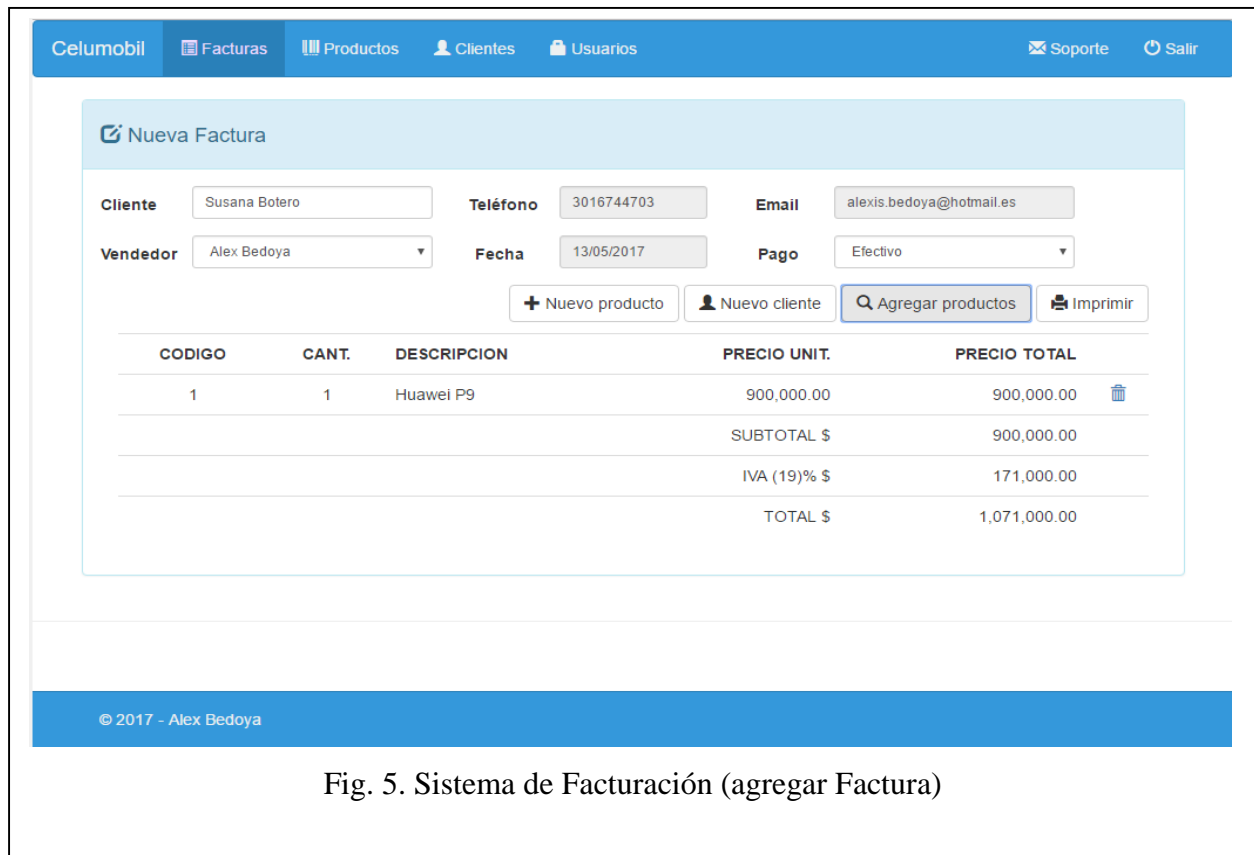 Celumobil Facturas Productos Clientes Usuarios Soporte Salir
Nueva Factura
Cliente Susana Botero Teléfono 3016744703 Email alexis.bedoya@hotmail.es
Vendedor Alex Bedoya Fecha 13/05/2017 Pago Efectivo
Nuevo producto Nuevo cliente Agregar productos Imprimir
CODIGO CANT. DESCRIPCION PRECIO UNIT. PRECIO TOTAL
1 1 Huawei P9 900,000.00 900,000.00
SUBTOTAL $ 900,000.00
IVA (19)% $ 171,000.00
TOTAL $ 1,071,000.00
© 2017 - Alex Bedoya
Fig. 5. Sistema de Facturación (agregar Factura)